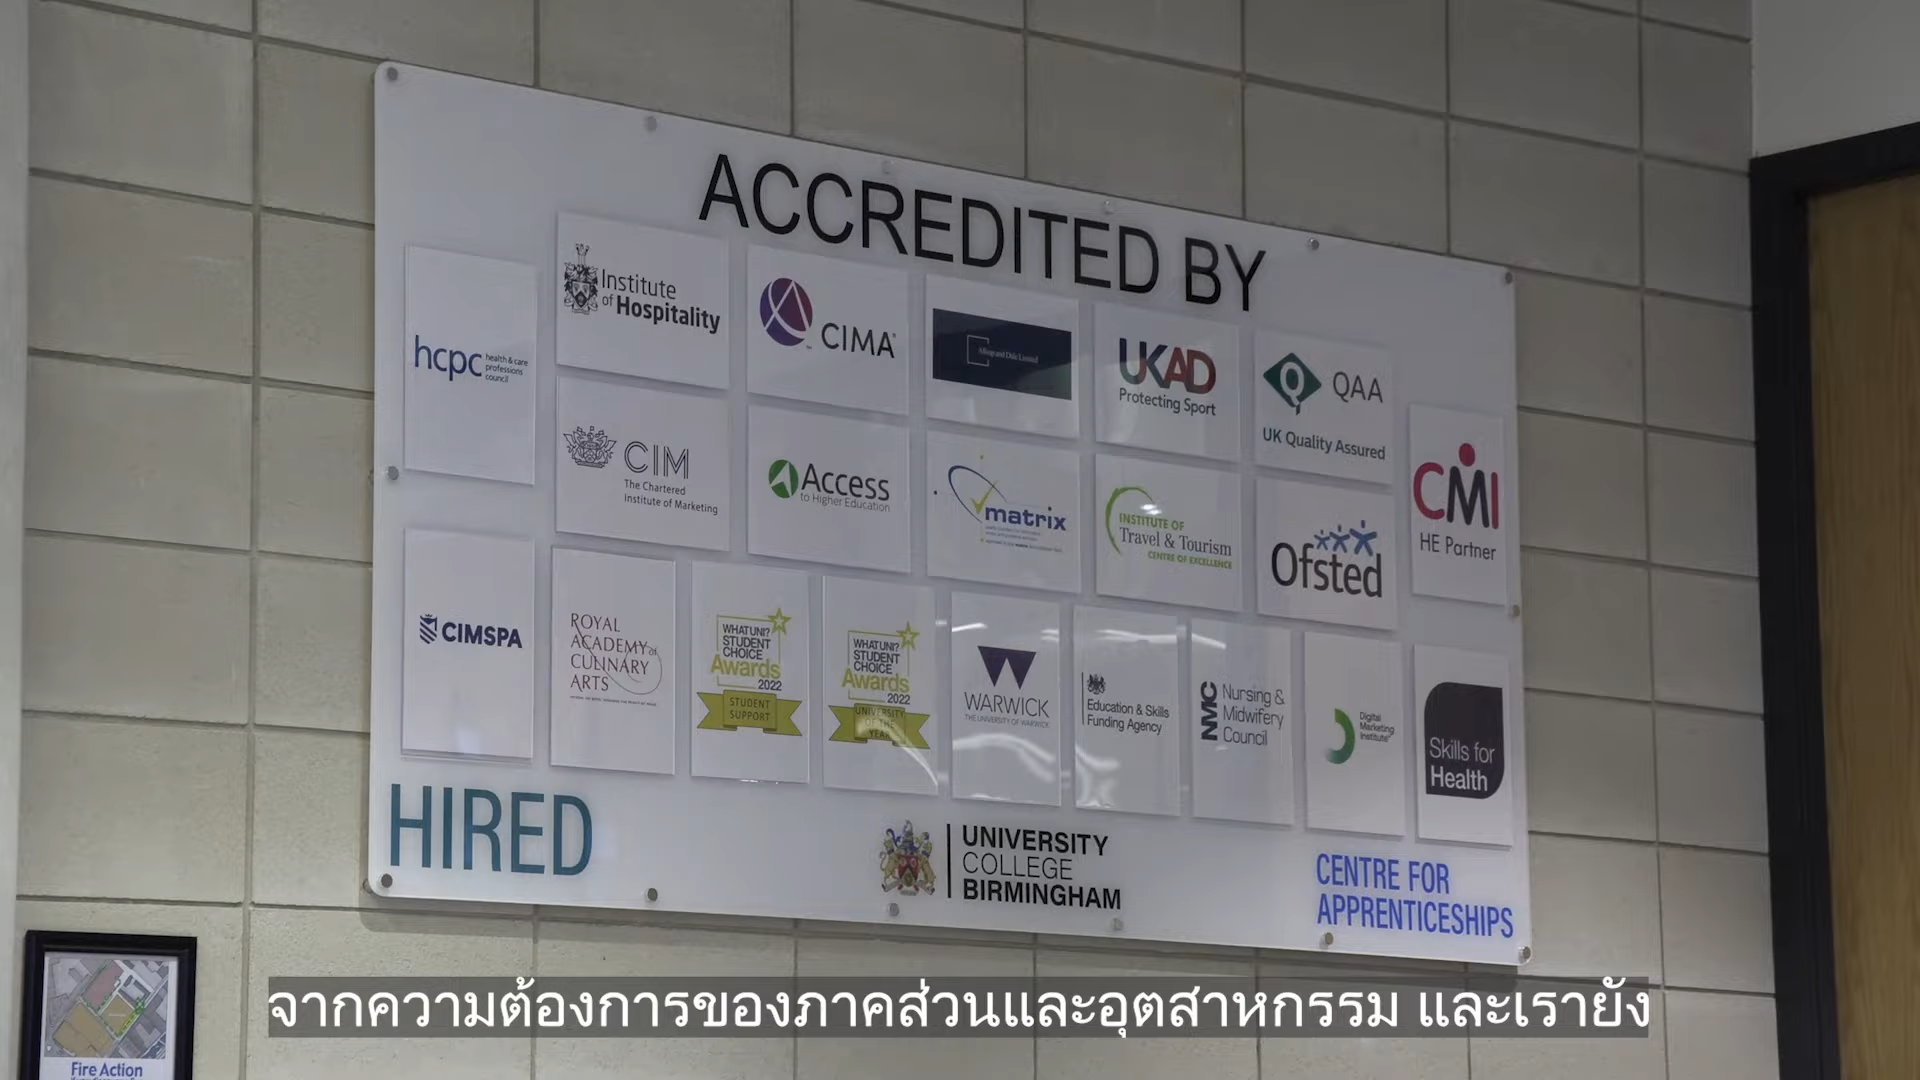 ACCREDITED BY
hcpc
health & care
professions
council
Institute
of Hospitality
CIMA
UKAD
Protecting Sport
QAA
UK Quality Assured
CMI
HE Partner
CIM
The Chartered
Institute of Marketing
Access
to Higher Education
matrix
INSTITUTE OF
Travel & Tourism
CENTRE OF EXCELLENCE
Ofsted
CIMSPA
ROYAL
ACADEMY of
CULINARY
ARTS
WHATUNI?
STUDENT
CHOICE
Awards
2022
STUDENT
SUPPORT
WHATUNI?
STUDENT
CHOICE
Awards
2022
UNIVERSITY
OF THE
YEAR
WARWICK
THE UNIVERSITY OF WARWICK
Education & Skills
Funding Agency
NMC
Nursing &
Midwifery
Council
Digital
Marketing
Institute
Skills for
Health
HIRED
UNIVERSITY
COLLEGE
BIRMINGHAM
CENTRE FOR
APPRENTICESHIPS
Fire Action
จากความต้องการของภาคส่วนและอุตสาหกรรม และเรายัง